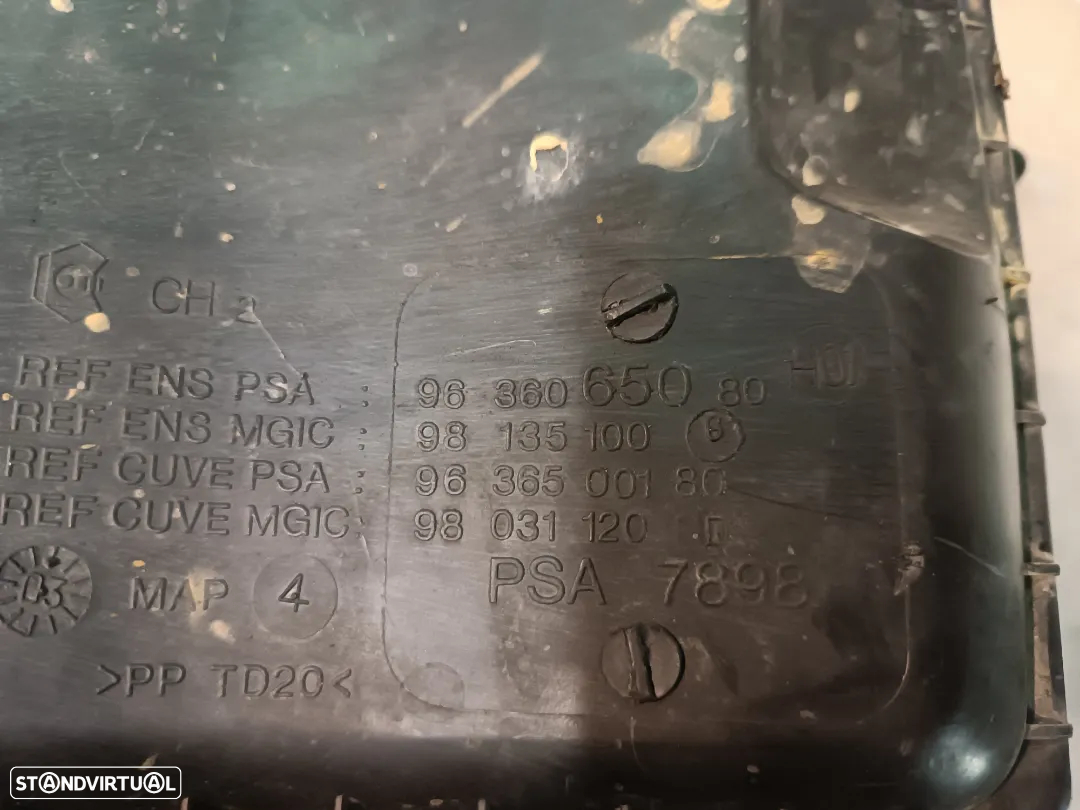 CH 2
REF ENS PSA : 96 360 650 80
REF ENS MGIC : 98 135 100
REF CUVE PSA : 96 365 001 80
REF CUVE MGIC : 98 031 120
PSA 7898
03 MAP 4
>PP TD20<
STANDVIRTUAL